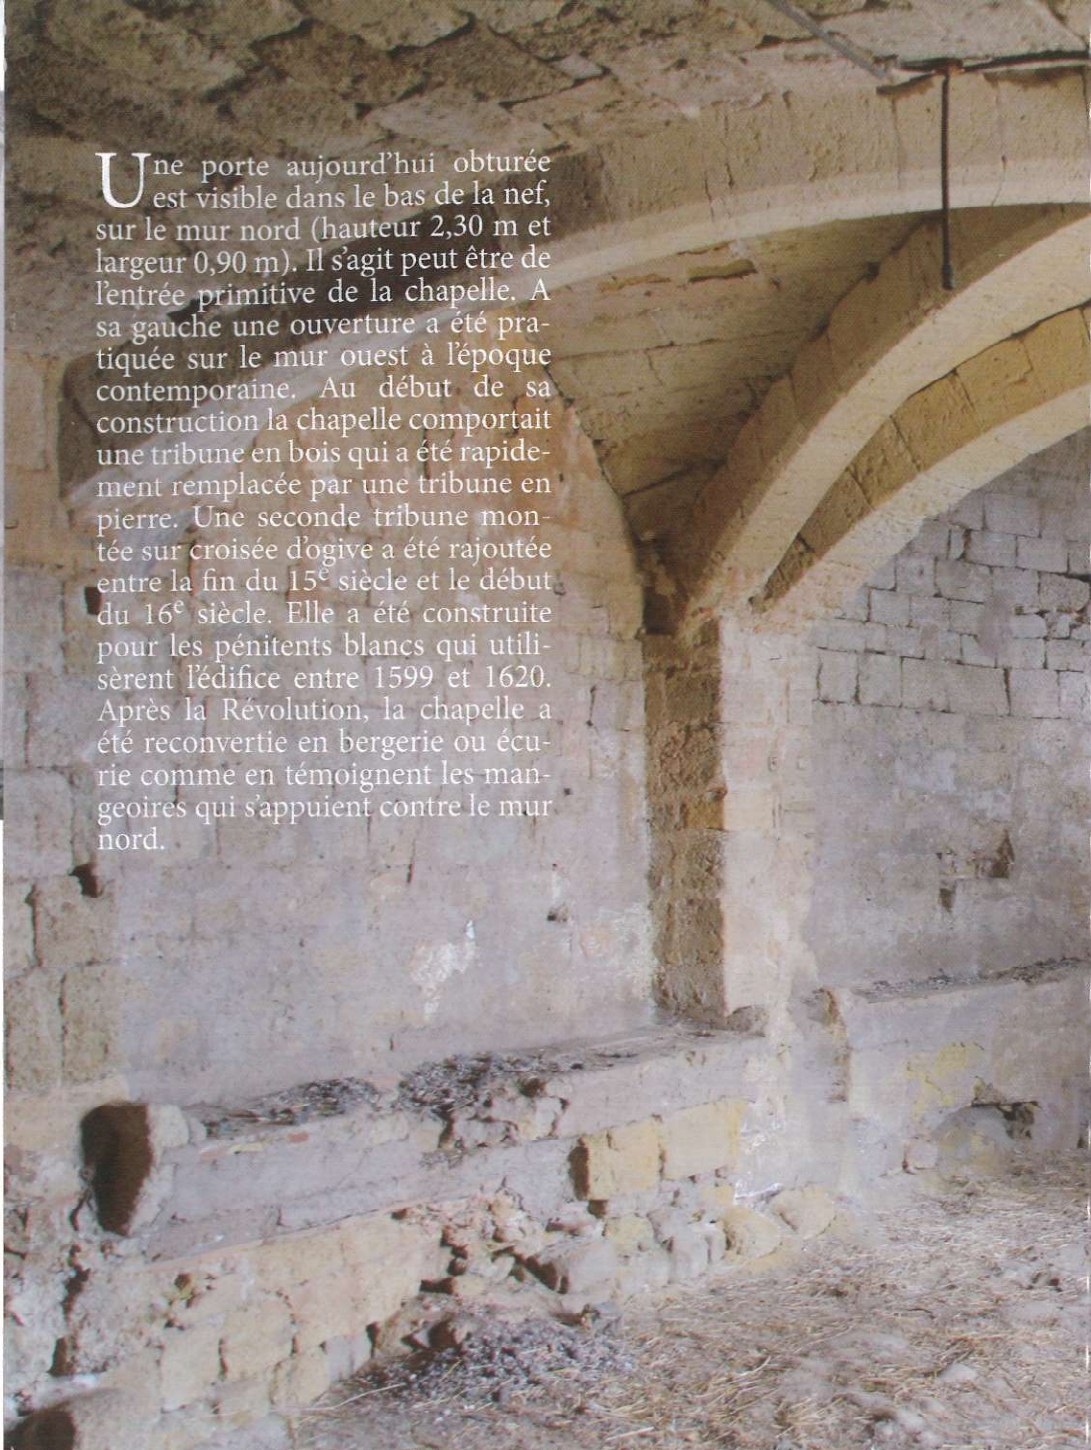 Une porte aujourd'hui obturée
est visible dans le bas de la nef,
sur le mur nord (hauteur 2,30 m et
largeur 0,90 m). Il s'agit peut être de
l'entrée primitive de la chapelle. A
sa gauche une ouverture a été pra-
tiquée sur le mur ouest à l'époque
contemporaine. Au début de sa
construction la chapelle comportait
une tribune en bois qui a été rapide-
ment remplacée par une tribune en
pierre. Une seconde tribune mon-
tée sur croisée d'ogive a été rajoutée
entre la fin du 15e siècle et le début
du 16e siècle. Elle a été construite
pour les pénitents blancs qui utili-
sèrent l'édifice entre 1599 et 1620.
Après la Révolution, la chapelle a
été reconvertie en bergerie ou écu-
rie comme en témoignent les man-
geoires qui s'appuient contre le mur
nord.